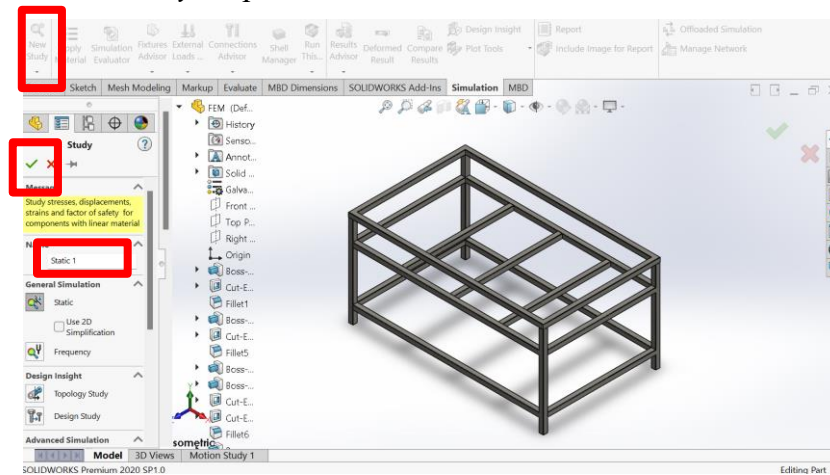 New Study
Apply Material
Simulation Evaluator
Fixtures Advisor
External Loads ...
Connections Advisor
Shell Manager
Run This...
Results Advisor
Deformed Result
Compare Results
Design Insight
Plot Tools
Report
Include Image for Report
Offloaded Simulation
Manage Network
Sketch
Mesh Modeling
Markup
Evaluate
MBD Dimensions
SOLIDWORKS Add-Ins
Simulation
MBD
Study
?
Message
Study stresses, displacements,
strains and factor of safety for
components with linear material
Static 1
General Simulation
Static
Use 2D
Simplification
Frequency
Design Insight
Topology Study
Design Study
Advanced Simulation
FEM (Def...
History
Senso...
Annot...
Solid ...
Galva...
Front ...
Top P...
Right ...
Origin
Boss-...
Cut-E...
Fillet1
Boss-...
Cut-E...
Fillet5
Boss-...
Boss-...
Cut-E...
Cut-E...
Fillet6
Model
3D Views
Motion Study 1
SOLIDWORKS Premium 2020 SP1.0
Editing Part